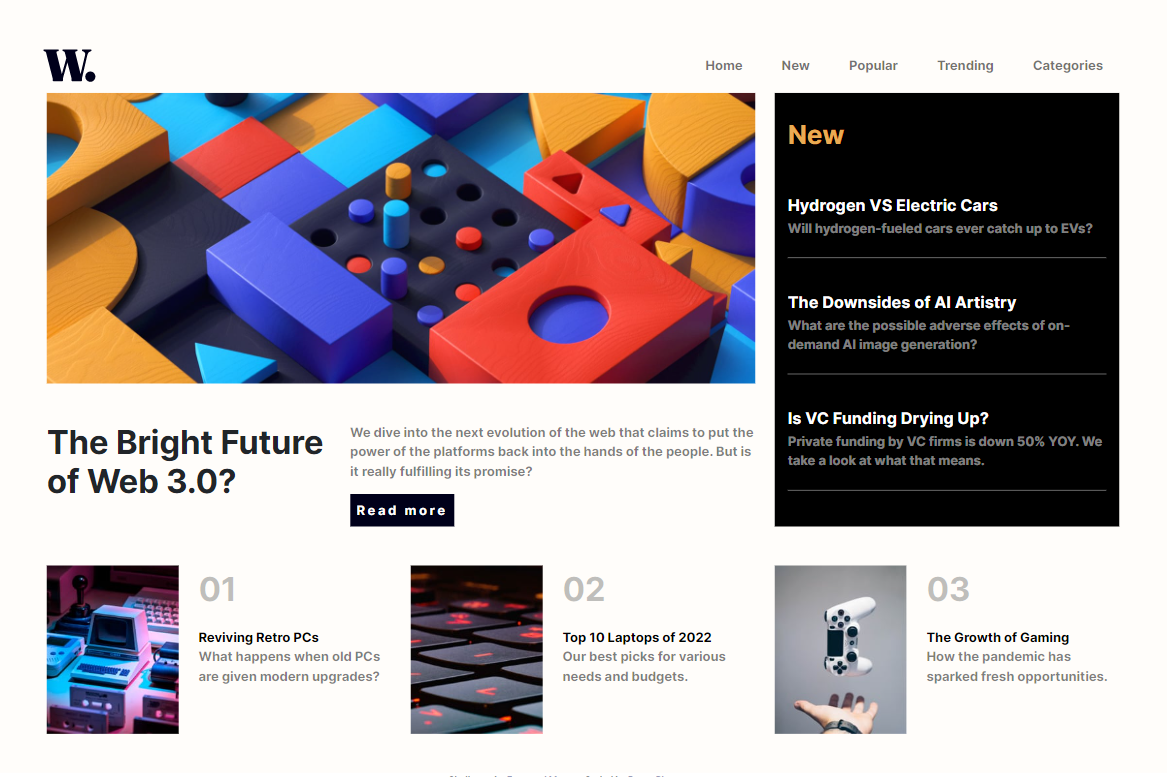 W.
Home New Popular Trending Categories
New
Hydrogen VS Electric Cars
Will hydrogen-fueled cars ever catch up to EVs?
The Downsides of AI Artistry
What are the possible adverse effects of on-
demand AI image generation?
Is VC Funding Drying Up?
Private funding by VC firms is down 50% YOY. We
take a look at what that means.
The Bright Future
of Web 3.0?
We dive into the next evolution of the web that claims to put the
power of the platforms back into the hands of the people. But is
it really fulfilling its promise?
Read more
01
Reviving Retro PCs
What happens when old PCs
are given modern upgrades?
02
Top 10 Laptops of 2022
Our best picks for various
needs and budgets.
03
The Growth of Gaming
How the pandemic has
sparked fresh opportunities.